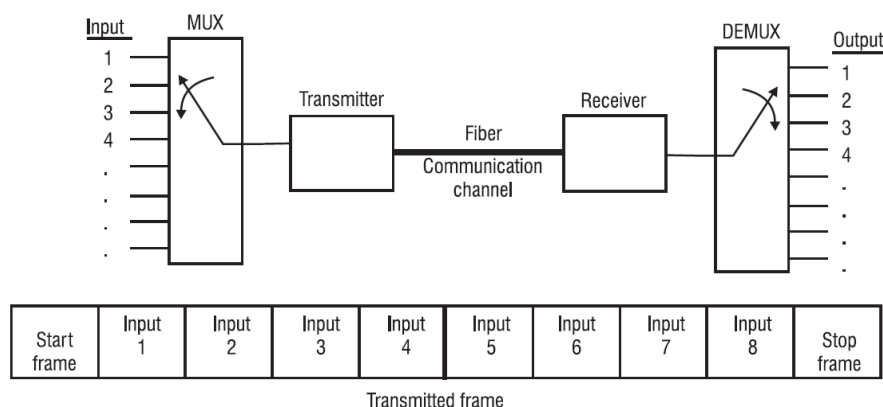 Input
MUX
DEMUX
Output
1
2
3
4
.
.
.
.
Transmitter
Fiber
Communication
channel
Receiver
1
2
3
4
.
.
.
.
Start
frame
Input
1
Input
2
Input
3
Input
4
Input
5
Input
6
Input
7
Input
8
Stop
frame
Transmitted frame